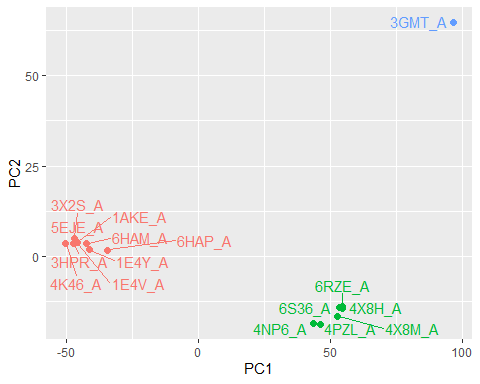 3GMT_A
50
PC2
25
3X2S_A
1AKE_A
5EJE_A
6HAM_A
6HAP_A
0
3HPR_A
1E4Y_A
4K46_A
1E4V_A
6RZE_A
6S36_A
4X8H_A
4NP6_A
4PZL_A
4X8M_A
-50
0
50
100
PC1